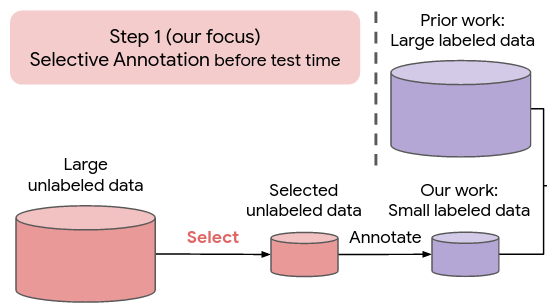 Step 1 (our focus)
Selective Annotation before test time
Prior work:
Large labeled data
Large
unlabeled data
Select
Selected
unlabeled data
Annotate
Our work:
Small labeled data